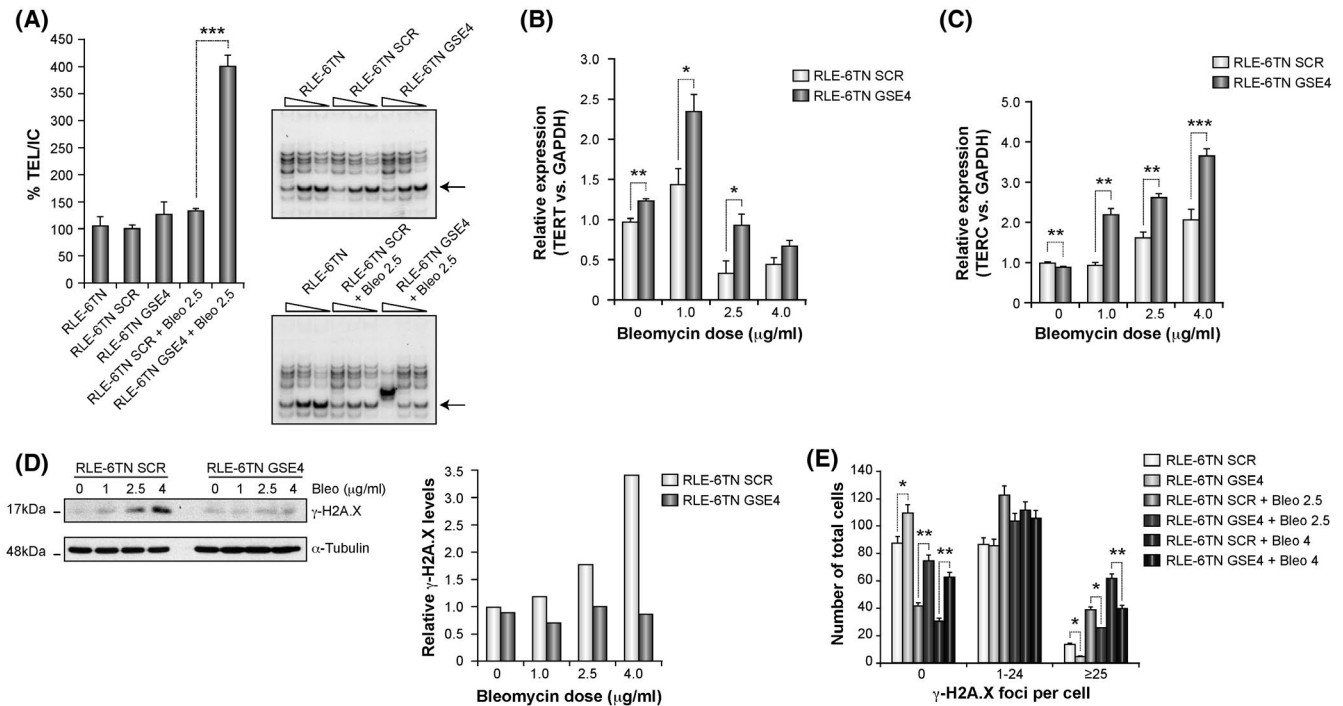 (A)
***
450
400
350
300
250
200
150
100
50
0
% TEL/IC
RLE-6TN
RLE-6TN SCR
RLE-6TN GSE4
RLE-6TN SCR + Bleo 2.5
RLE-6TN GSE4 + Bleo 2.5
RLE-6TN
RLE-6TN SCR
RLE-6TN GSE4
RLE-6TN
RLE-6TN SCR
+ Bleo 2.5
RLE-6TN GSE4
+ Bleo 2.5
(B)
RLE-6TN SCR
RLE-6TN GSE4
3.0
2.5
2.0
1.5
1.0
0.5
0
Relative expression
(TERT vs. GAPDH)
**
*
*
0
1.0
2.5
4.0
Bleomycin dose (μg/ml)
(C)
RLE-6TN SCR
RLE-6TN GSE4
5.0
4.0
3.0
2.0
1.0
0
Relative expression
(TERC vs. GAPDH)
**
**
**
***
0
1.0
2.5
4.0
Bleomycin dose (μg/ml)
(D)
RLE-6TN SCR
RLE-6TN GSE4
0 1 2.5 4 0 1 2.5 4 Bleo (μg/ml)
17kDa
γ-H2A.X
48kDa
α-Tubulin
3.5
3.0
2.5
2.0
1.5
1.0
0.5
0
Relative γ-H2A.X levels
RLE-6TN SCR
RLE-6TN GSE4
0
1.0
2.5
4.0
Bleomycin dose (μg/ml)
(E)
RLE-6TN SCR
RLE-6TN GSE4
RLE-6TN SCR + Bleo 2.5
RLE-6TN GSE4 + Bleo 2.5
RLE-6TN SCR + Bleo 4
RLE-6TN GSE4 + Bleo 4
140
120
100
80
60
40
20
0
Number of total cells
*
**
**
*
*
**
0
1-24
≥25
γ-H2A.X foci per cell